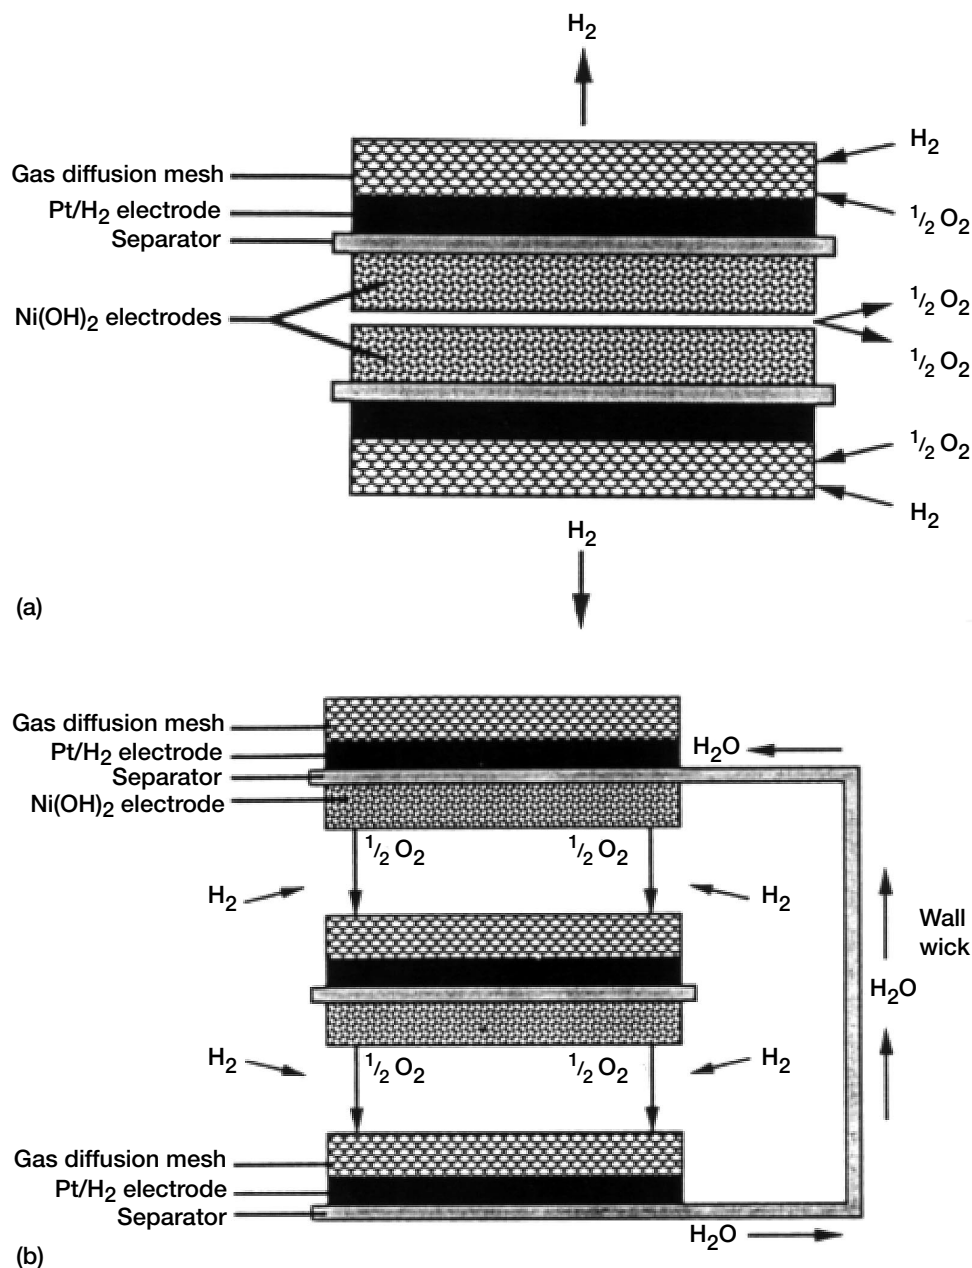 H₂
Gas diffusion mesh
H₂
Pt/H₂ electrode
½ O₂
Separator
½ O₂
Ni(OH)₂ electrodes
½ O₂
½ O₂
H₂
H₂
(a)
Gas diffusion mesh
Pt/H₂ electrode
H₂O
Separator
Ni(OH)₂ electrode
½ O₂ ½ O₂
H₂ H₂
Wall
wick
H₂O
H₂ ½ O₂ ½ O₂ H₂
Gas diffusion mesh
Pt/H₂ electrode
Separator
H₂O
(b)